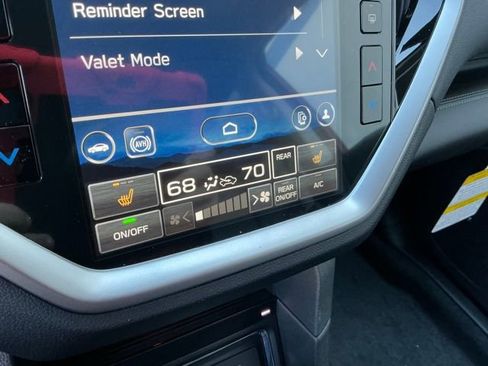 Reminder Screen
Valet Mode
AVH
68 70 REAR
REAR
ON/OFF
A/C
ON/OFF